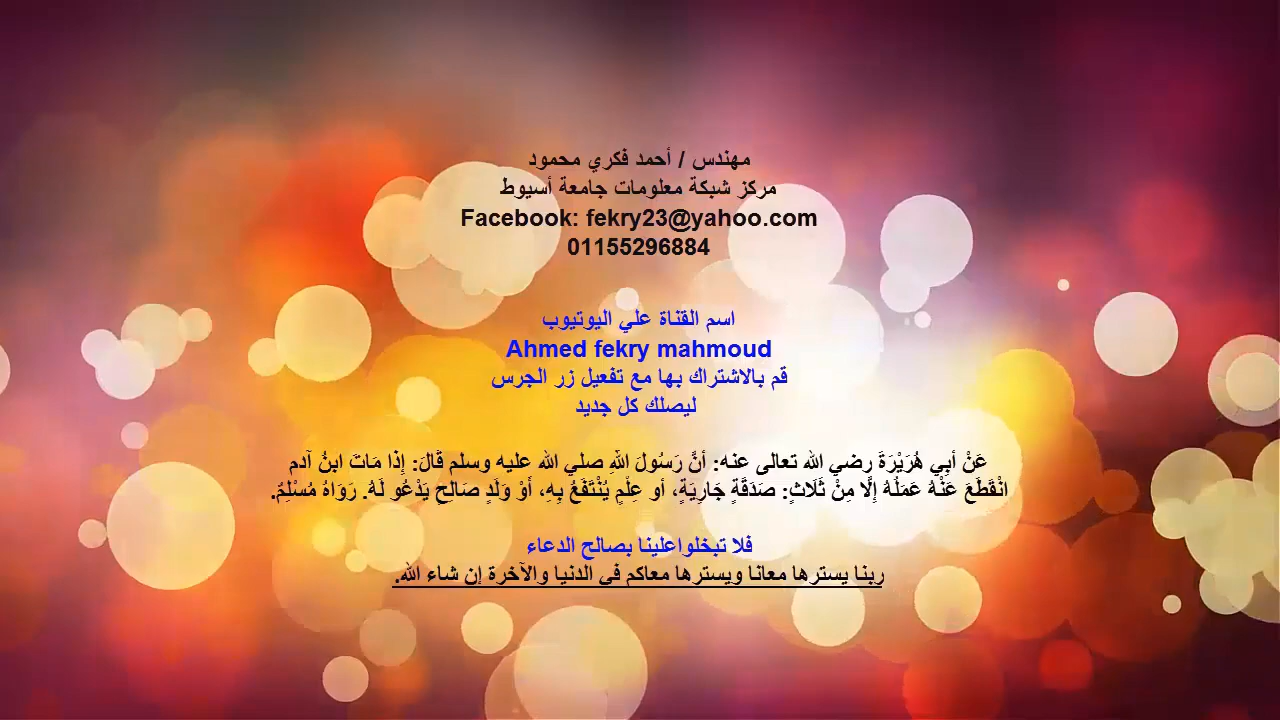 مهندس / أحمد فكري محمود
مركز شبكة معلومات جامعة أسيوط
Facebook: fekry23@yahoo.com
01155296884
اسم القناة علي اليوتيوب
Ahmed fekry mahmoud
قم بالاشتراك بها مع تفعيل زر الجرس
ليصلك كل جديد
عَنْ أَبِي هُرَيْرَةَ رضي الله تعالى عنه: أنَّ رَسُولَ اللهِ صلي الله عليه وسلم قَالَ: إِذَا مَاتَ ابنُ آدم
انْقَطَعَ عَنْهُ عَمَلُهُ إِلَّا مِنْ ثَلَاثٍ: صَدَقَةٍ جَارِيَةٍ، أو عِلْمٍ يُنْتَفَعُ بِهِ، أَوْ وَلَدٍ صَالِحٍ يَدْعُو لَهُ. رَوَاهُ مُسْلِمٌ.
فلا تبخلواعلينا بصالح الدعاء
ربنا يسترها معانا ويسترها معاكم في الدنيا والآخرة إن شاء الله.